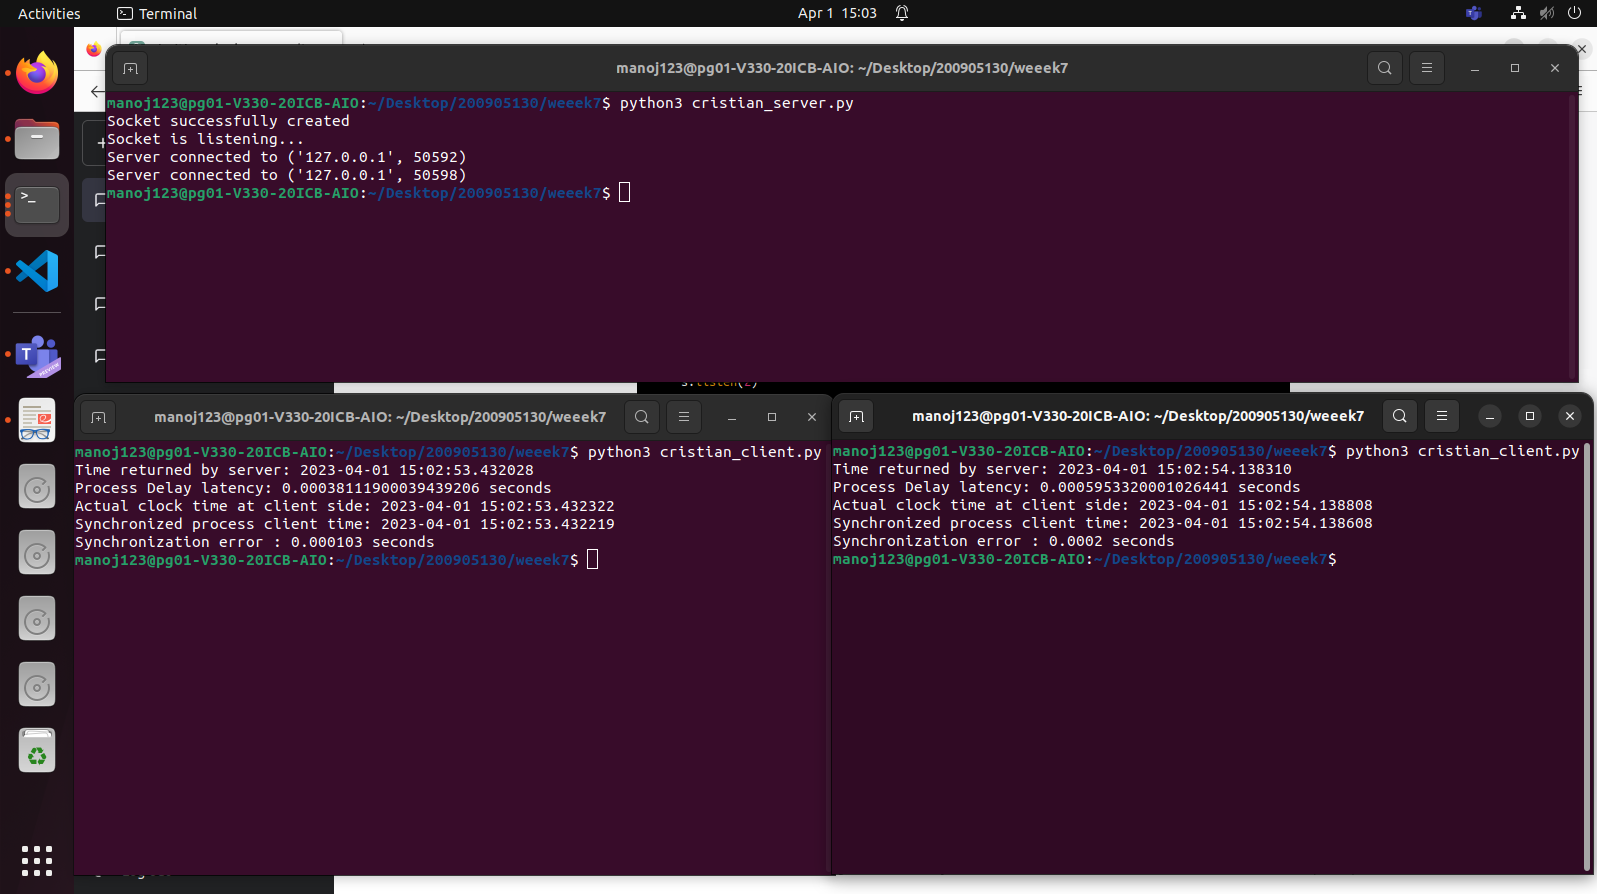 Activities
Terminal
Apr 1 15:03
manoj123@pg01-V330-20ICB-AIO: ~/Desktop/200905130/weeek7
manoj123@pg01-V330-20ICB-AIO:~/Desktop/200905130/weeek7$ python3 cristian_server.py
Socket successfully created
Socket is listening...
Server connected to ('127.0.0.1', 50592)
Server connected to ('127.0.0.1', 50598)
manoj123@pg01-V330-20ICB-AIO:~/Desktop/200905130/weeek7$
s.listen(2)
manoj123@pg01-V330-20ICB-AIO: ~/Desktop/200905130/weeek7
manoj123@pg01-V330-20ICB-AIO:~/Desktop/200905130/weeek7$ python3 cristian_client.py
Time returned by server: 2023-04-01 15:02:53.432028
Process Delay latency: 0.00038111900039439206 seconds
Actual clock time at client side: 2023-04-01 15:02:53.432322
Synchronized process client time: 2023-04-01 15:02:53.432219
Synchronization error : 0.000103 seconds
manoj123@pg01-V330-20ICB-AIO:~/Desktop/200905130/weeek7$
manoj123@pg01-V330-20ICB-AIO: ~/Desktop/200905130/weeek7
manoj123@pg01-V330-20ICB-AIO:~/Desktop/200905130/weeek7$ python3 cristian_client.py
Time returned by server: 2023-04-01 15:02:54.138310
Process Delay latency: 0.0005953320001026441 seconds
Actual clock time at client side: 2023-04-01 15:02:54.138808
Synchronized process client time: 2023-04-01 15:02:54.138608
Synchronization error : 0.0002 seconds
manoj123@pg01-V330-20ICB-AIO:~/Desktop/200905130/weeek7$